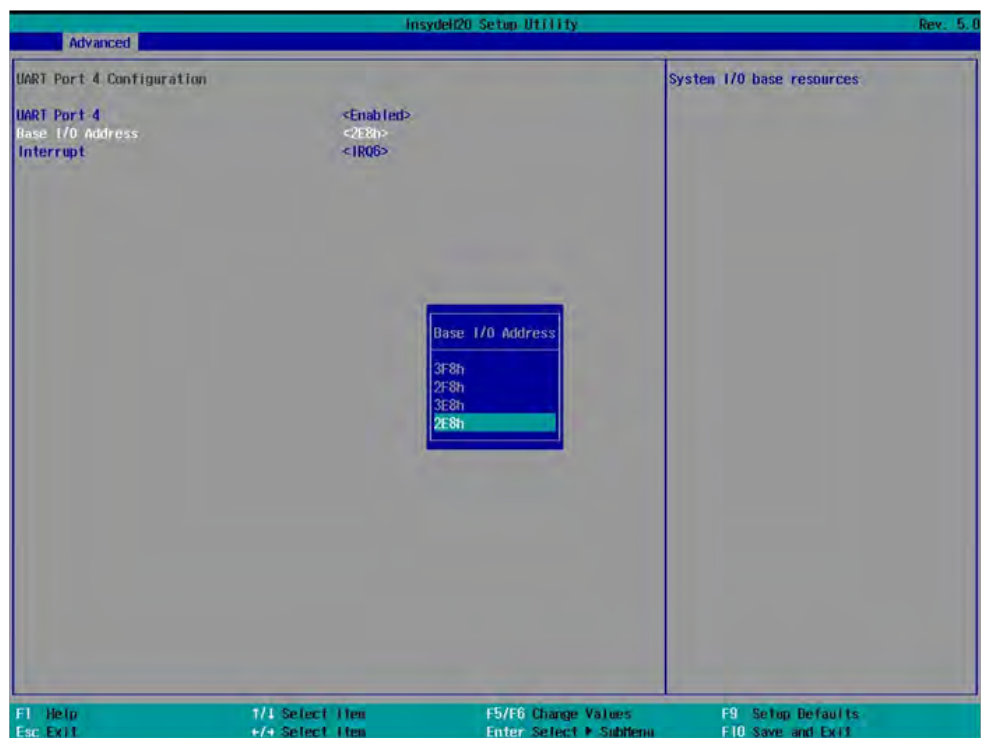 InsydeH20 Setup Utility Rev. 5.0
Advanced
UART Port 4 Configuration
System I/O base resources
UART Port 4 <Enabled>
Base I/O Address <2E8h>
Interrupt <IRQ6>
Base I/O Address
3F8h
2F8h
3E8h
2E8h
F1 Help ↑/↓ Select Item F5/F6 Change Values F9 Setup Defaults
Esc Exit ←/→ Select Item Enter Select ▶ SubMenu F10 Save and Exit